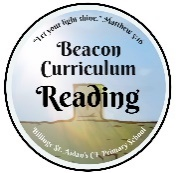 "Let your light shine." Matthew 5:16
Beacon
Curriculum
Reading
Billinge St. Aidan's CE Primary School